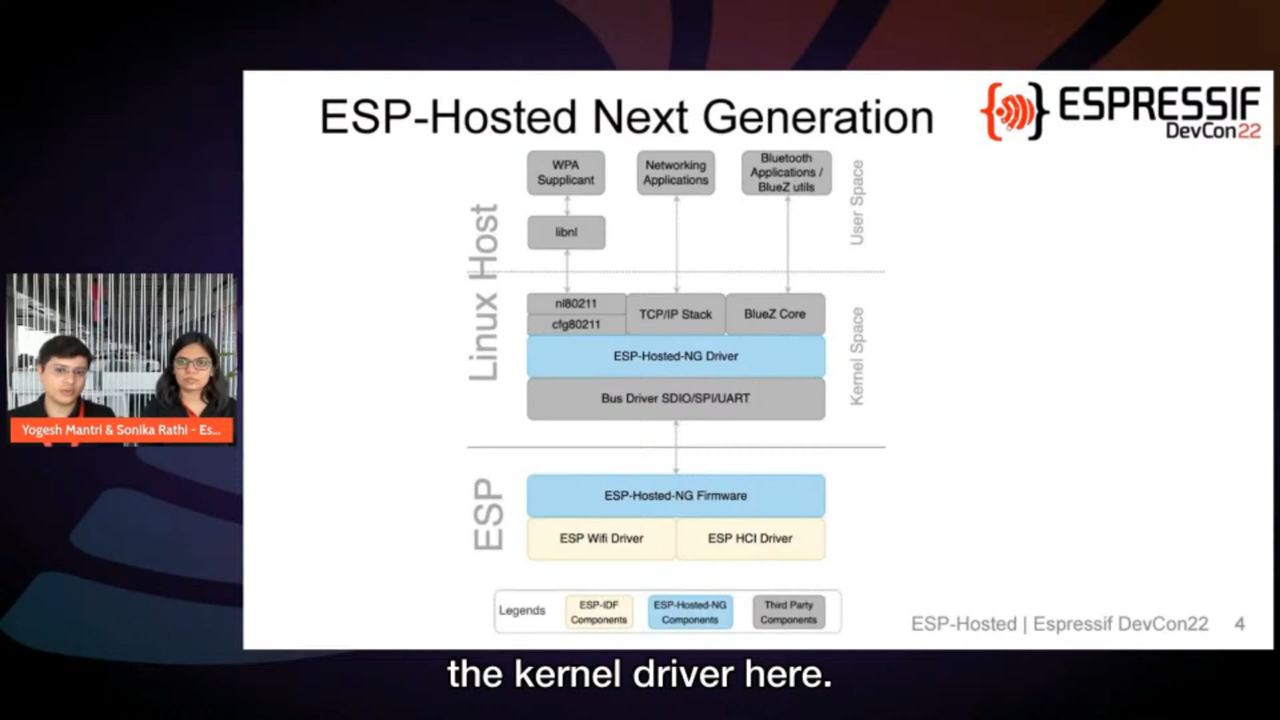 ESP-Hosted Next Generation
ESPRESSIF
DevCon22
WPA
Supplicant
Networking
Applications
Bluetooth
Applications /
BlueZ utils
User Space
libnl
Linux Host
nl80211
cfg80211
TCP/IP Stack
BlueZ Core
ESP-Hosted-NG Driver
Kernel Space
Bus Driver SDIO/SPI/UART
ESP
ESP-Hosted-NG Firmware
ESP Wifi Driver
ESP HCI Driver
Legends
ESP-IDF
Components
ESP-Hosted-NG
Components
Third Party
Components
ESP-Hosted | Espressif DevCon22 4
Yogesh Mantri & Sonika Rathi - Es...
the kernel driver here.